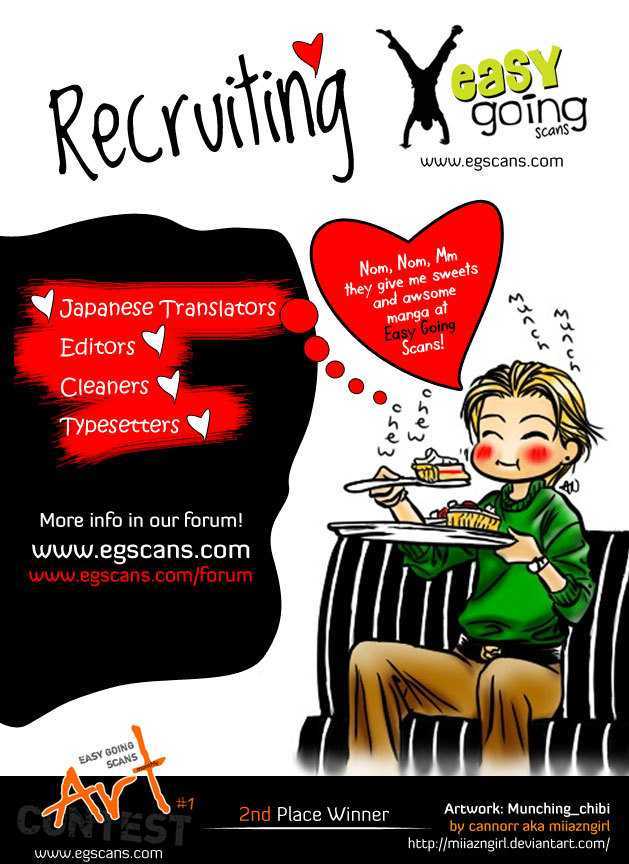 Recruiting
easy
going
scans
www.egscans.com
Nom, Nom, Mm
they give me sweets
and awsome
manga at
Easy Going
Scans!
Japanese Translators
Editors
Cleaners
Typesetters
munch
munch
chew
chew
More info in our forum!
www.egscans.com
www.egscans.com/forum
EASY GOING
SCANS
monthly
Art
CONTEST
#1
www.egscans.com
2nd Place Winner
Artwork: Munching_chibi
by cannorr aka miiazngirl
http://miiazngirl.deviantart.com/